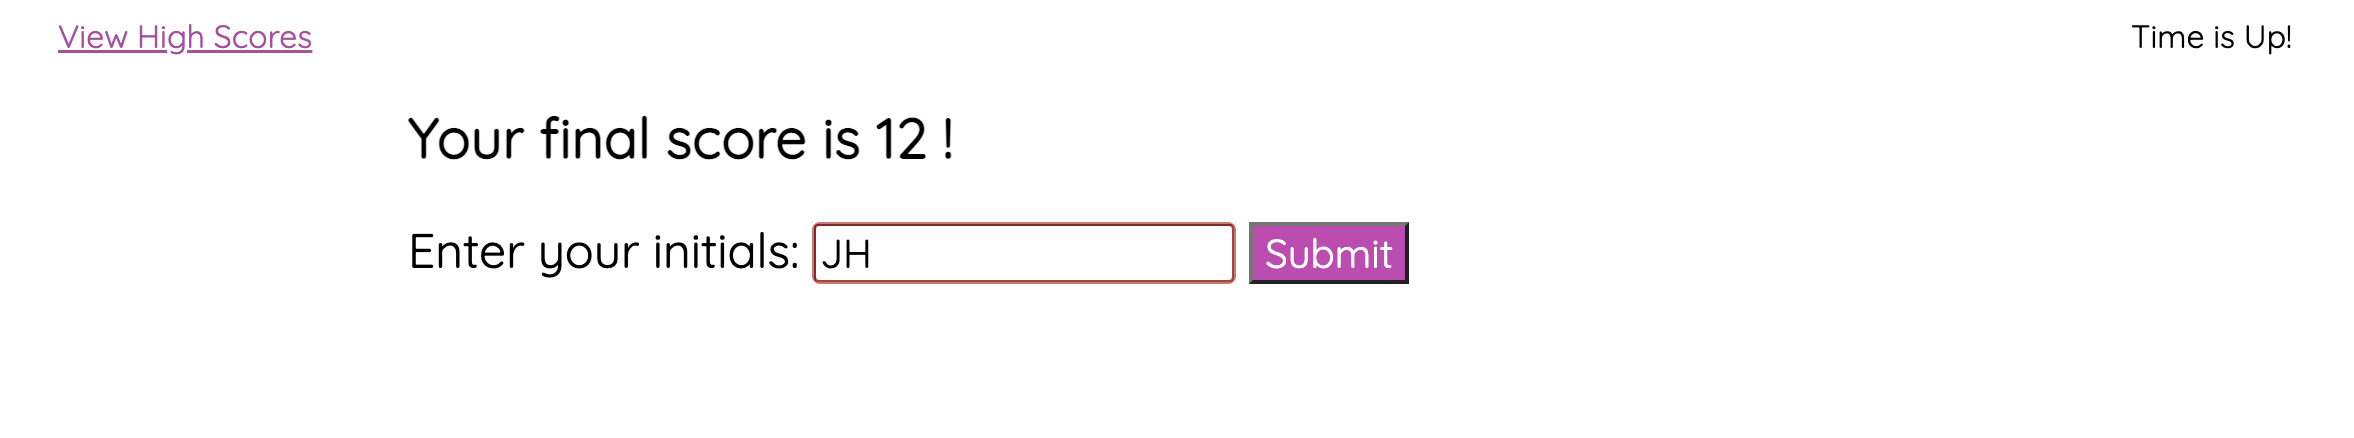 View High Scores
Time is Up!
Your final score is 12 !
Enter your initials: JH Submit